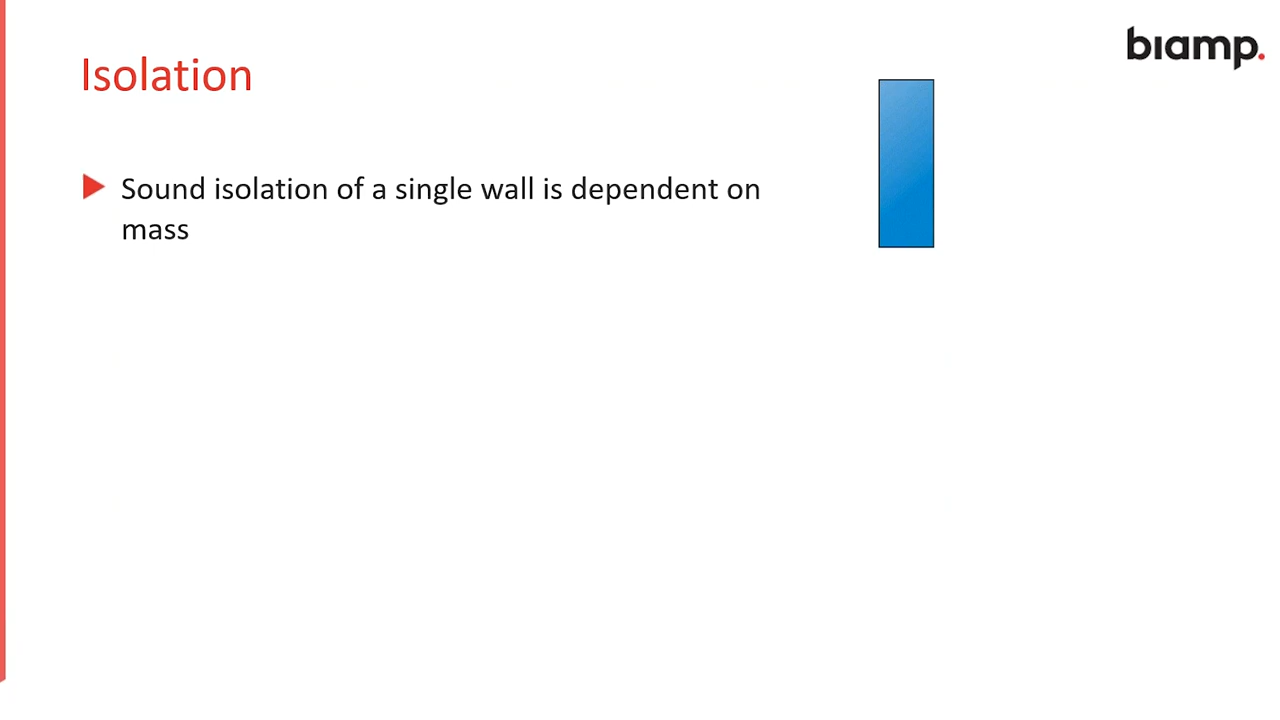 biamp.
Isolation
Sound isolation of a single wall is dependent on
mass